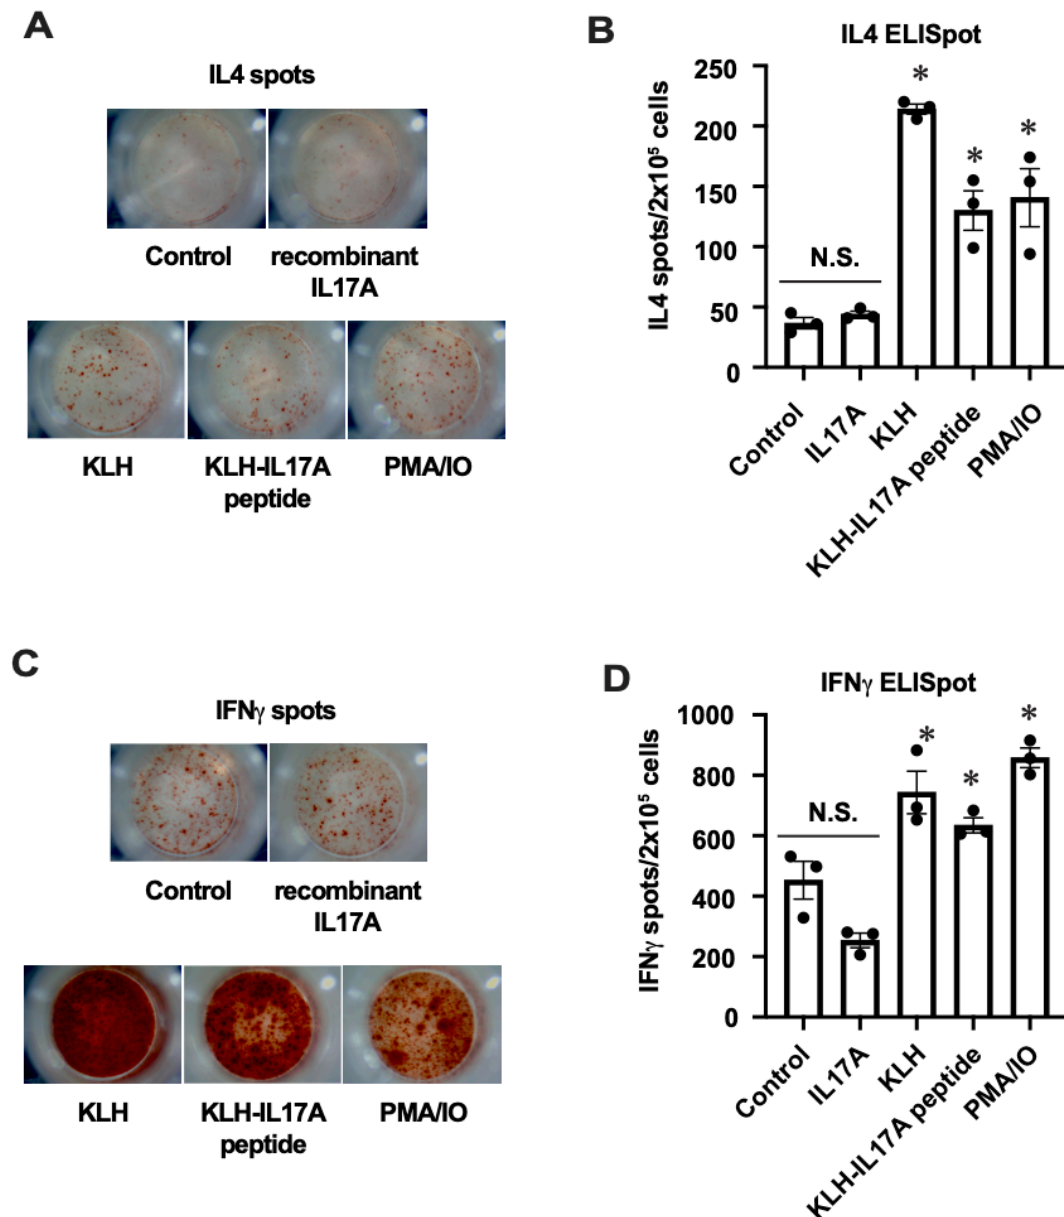 A
IL4 spots
Control
recombinant
IL17A
KLH
KLH-IL17A
peptide
PMA/IO
B
IL4 ELISpot
IL4 spots/2x10⁵ cells
250
200
150
100
50
0
N.S.
*
*
*
Control
IL17A
KLH
KLH-IL17A peptide
PMA/IO
C
IFNγ spots
Control
recombinant
IL17A
KLH
KLH-IL17A
peptide
PMA/IO
D
IFNγ ELISpot
IFNγ spots/2x10⁵ cells
1000
800
600
400
200
0
N.S.
*
*
*
Control
IL17A
KLH
KLH-IL17A peptide
PMA/IO